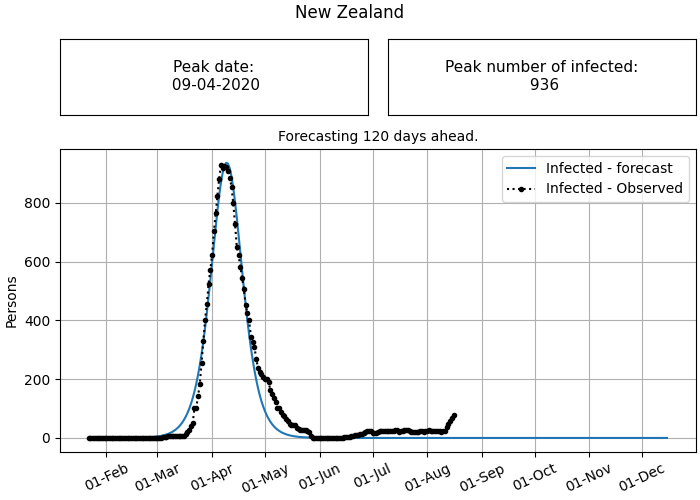 New Zealand
Peak date:
09-04-2020
Peak number of infected:
936
Forecasting 120 days ahead.
Infected - forecast
Infected - Observed
Persons
800
600
400
200
0
01-Feb
01-Mar
01-Apr
01-May
01-Jun
01-Jul
01-Aug
01-Sep
01-Oct
01-Nov
01-Dec